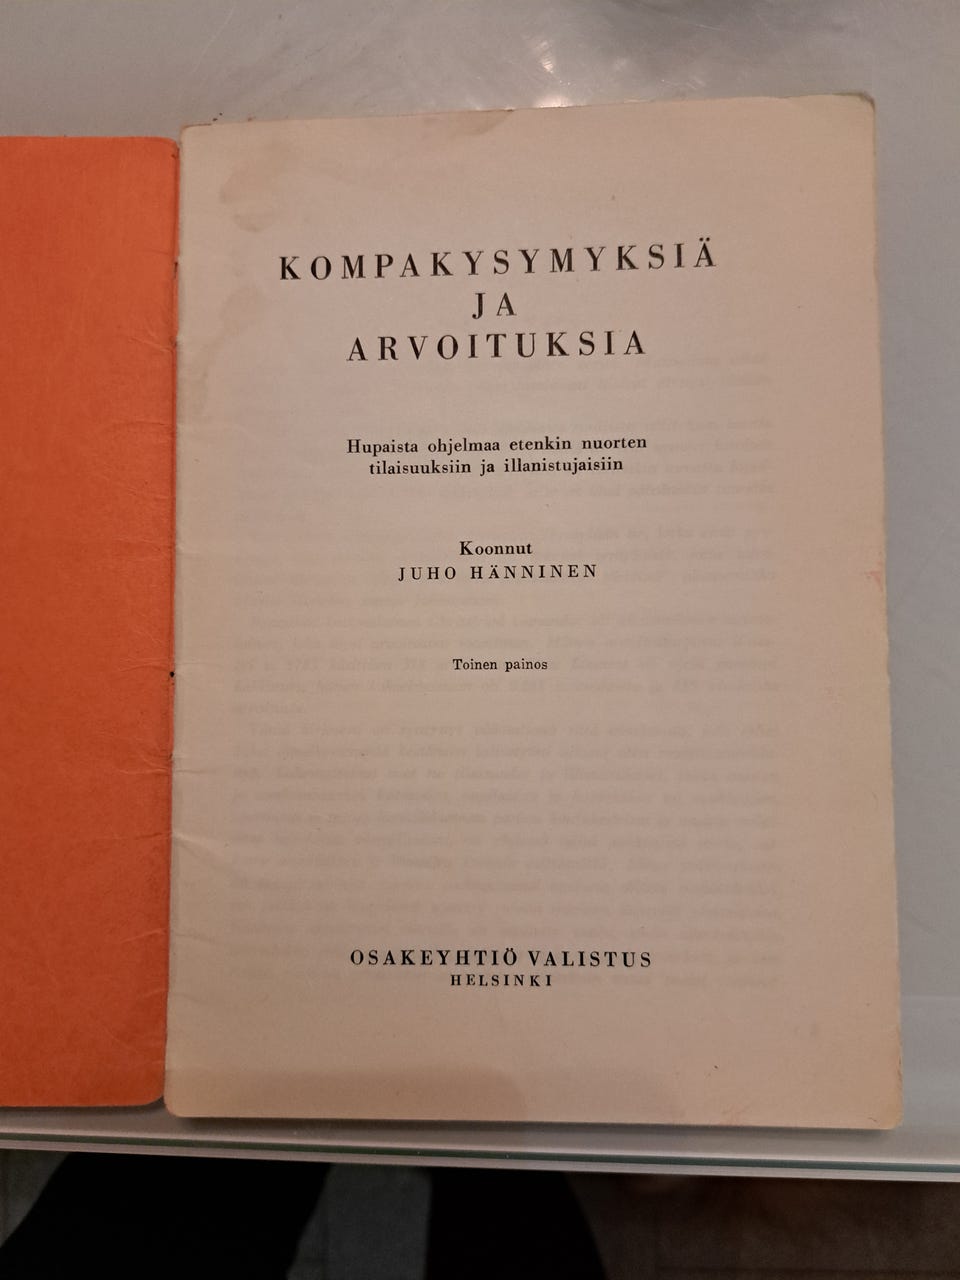 KOMPAKYSYMYKSIÄ
JA
ARVOITUKSIA
Hupaista ohjelmaa etenkin nuorten
tilaisuuksiin ja illanistujaisiin
Koonnut
JUHO HÄNNINEN
Toinen painos
OSAKEYHTIÖ VALISTUS
HELSINKI